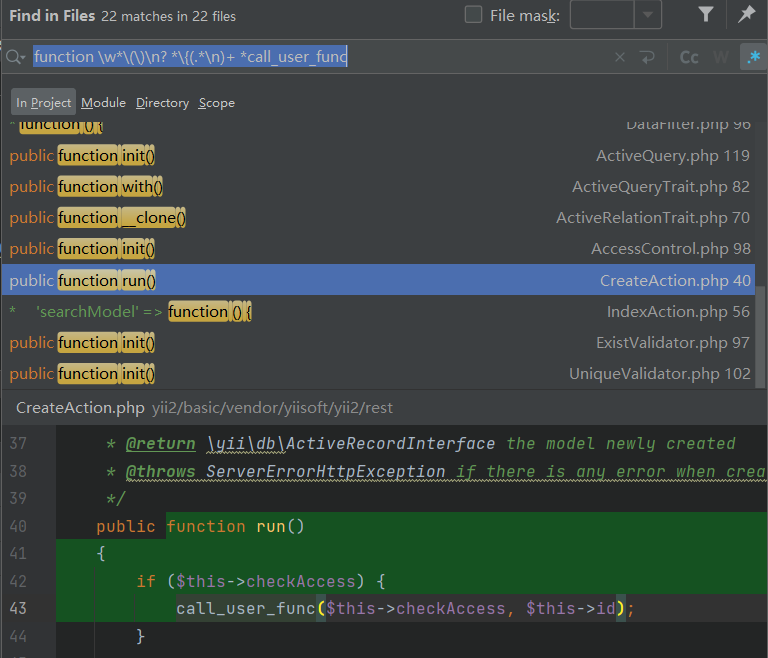 Find in Files 22 matches in 22 files File mask:
function \w*\(\)\n? *\{(.*\n)+ *call_user_func Cc W .*
In Project Module Directory Scope
* function () { DataFilter.php 96
public function init() ActiveQuery.php 119
public function with() ActiveQueryTrait.php 82
public function __clone() ActiveRelationTrait.php 70
public function init() AccessControl.php 98
public function run() CreateAction.php 40
* 'searchModel' => function () { IndexAction.php 56
public function init() ExistValidator.php 97
public function init() UniqueValidator.php 102
CreateAction.php yii2/basic/vendor/yiisoft/yii2/rest
37 * @return \yii\db\ActiveRecordInterface the model newly created
38 * @throws ServerErrorHttpException if there is any error when crea
39 */
40 public function run()
41 {
42 if ($this->checkAccess) {
43 call_user_func($this->checkAccess, $this->id);
44 }